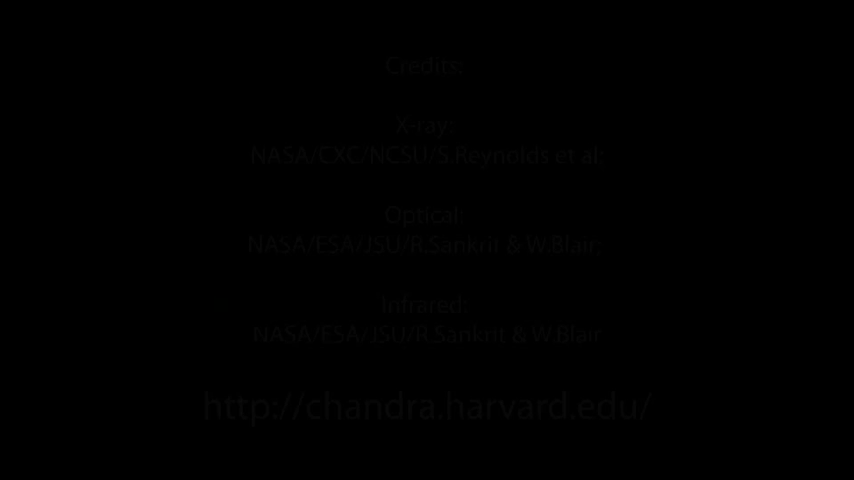 Credits:
X-ray:
NASA/CXC/NCSU/S.Reynolds et al;
Optical:
NASA/ESA/JSU/R.Sankrit & W.Blair;
Infrared:
NASA/ESA/JSU/R.Sankrit & W.Blair
http://chandra.harvard.edu/